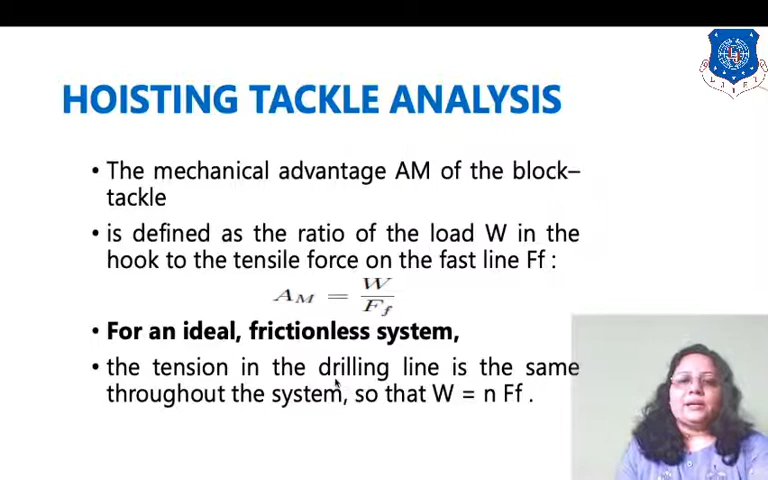 HOISTING TACKLE ANALYSIS
• The mechanical advantage AM of the block–
tackle
• is defined as the ratio of the load W in the
hook to the tensile force on the fast line Ff :
A_M = W / F_f
• For an ideal, frictionless system,
• the tension in the drilling line is the same
throughout the system, so that W = n Ff .